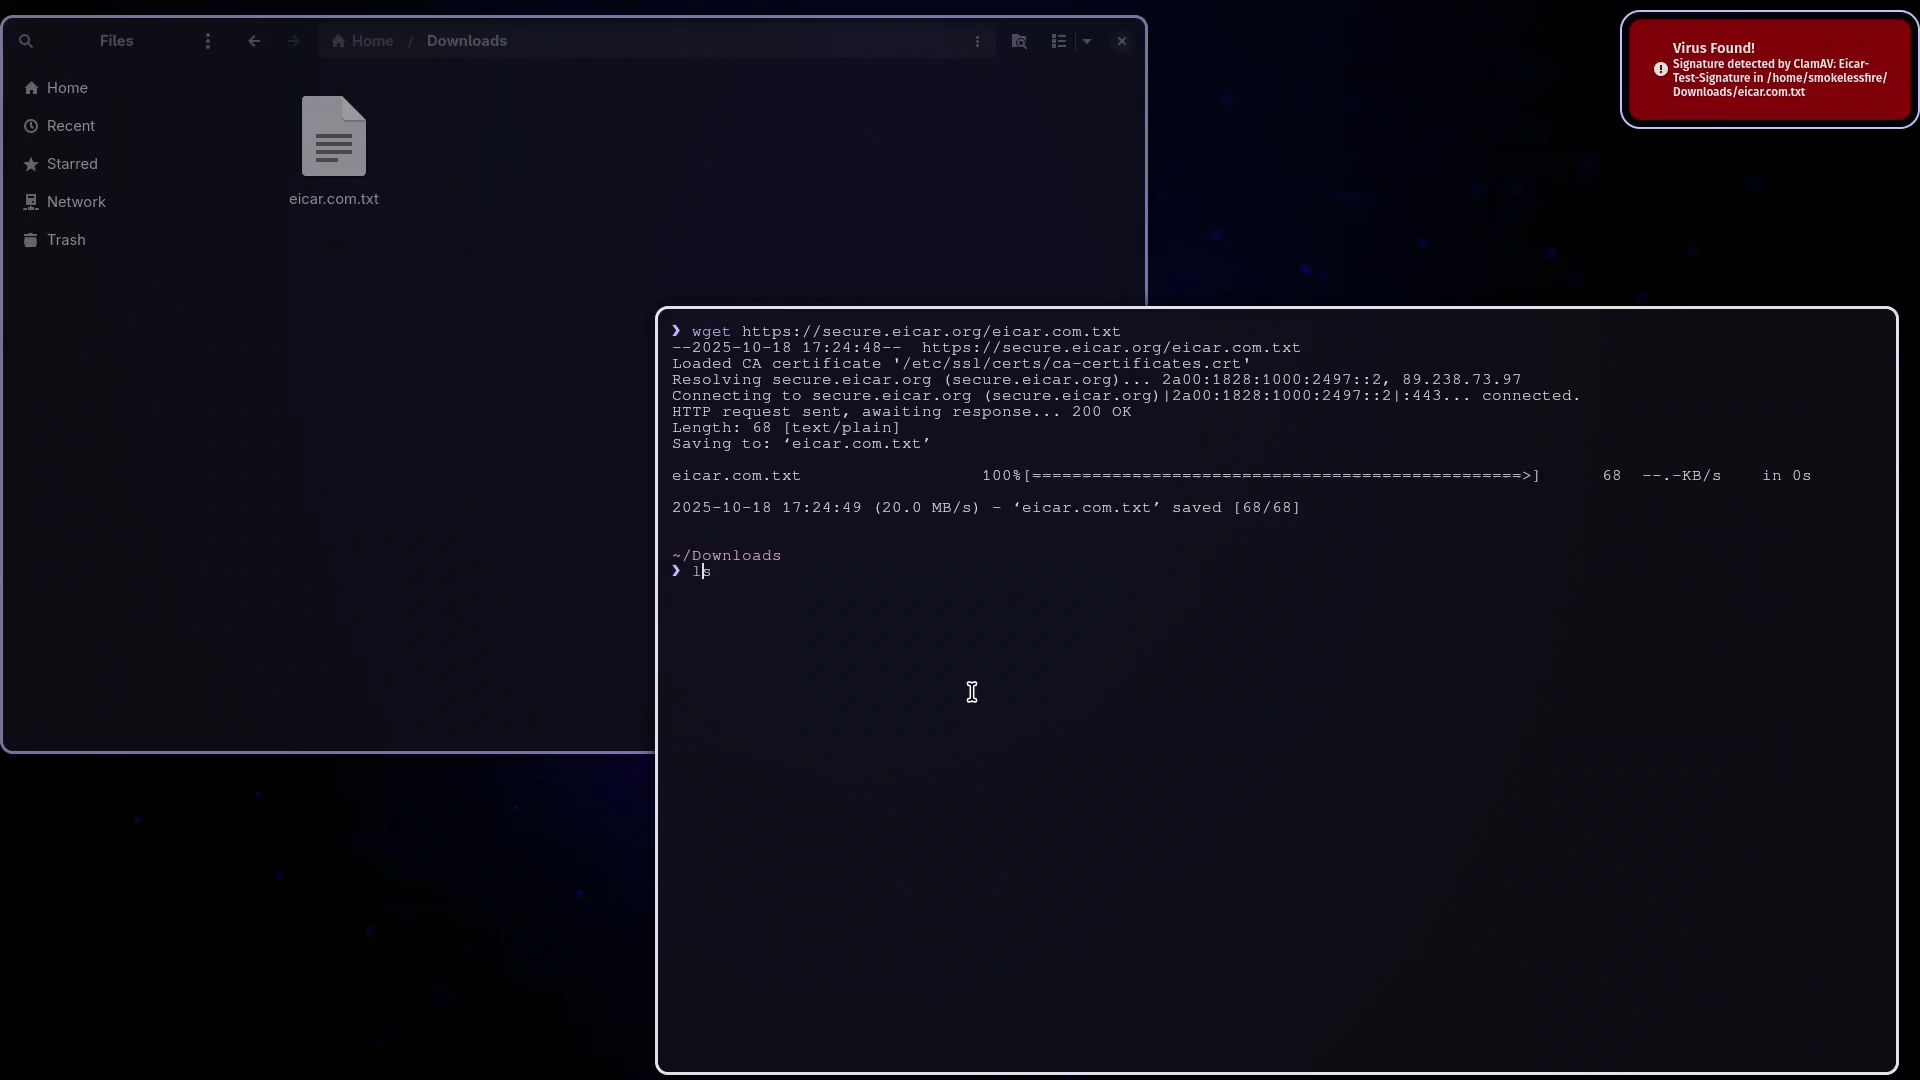 Files
Home / Downloads
Home
Recent
Starred
Network
Trash
eicar.com.txt
Virus Found!
Signature detected by ClamAV: Eicar-
Test-Signature in /home/smokelessfire/
Downloads/eicar.com.txt
❯ wget https://secure.eicar.org/eicar.com.txt
--2025-10-18 17:24:48--  https://secure.eicar.org/eicar.com.txt
Loaded CA certificate '/etc/ssl/certs/ca-certificates.crt'
Resolving secure.eicar.org (secure.eicar.org)... 2a00:1828:1000:2497::2, 89.238.73.97
Connecting to secure.eicar.org (secure.eicar.org)|2a00:1828:1000:2497::2|:443... connected.
HTTP request sent, awaiting response... 200 OK
Length: 68 [text/plain]
Saving to: ‘eicar.com.txt’
eicar.com.txt 100%[=================================================>] 68 --.-KB/s in 0s
2025-10-18 17:24:49 (20.0 MB/s) - ‘eicar.com.txt’ saved [68/68]
~/Downloads
❯ ls